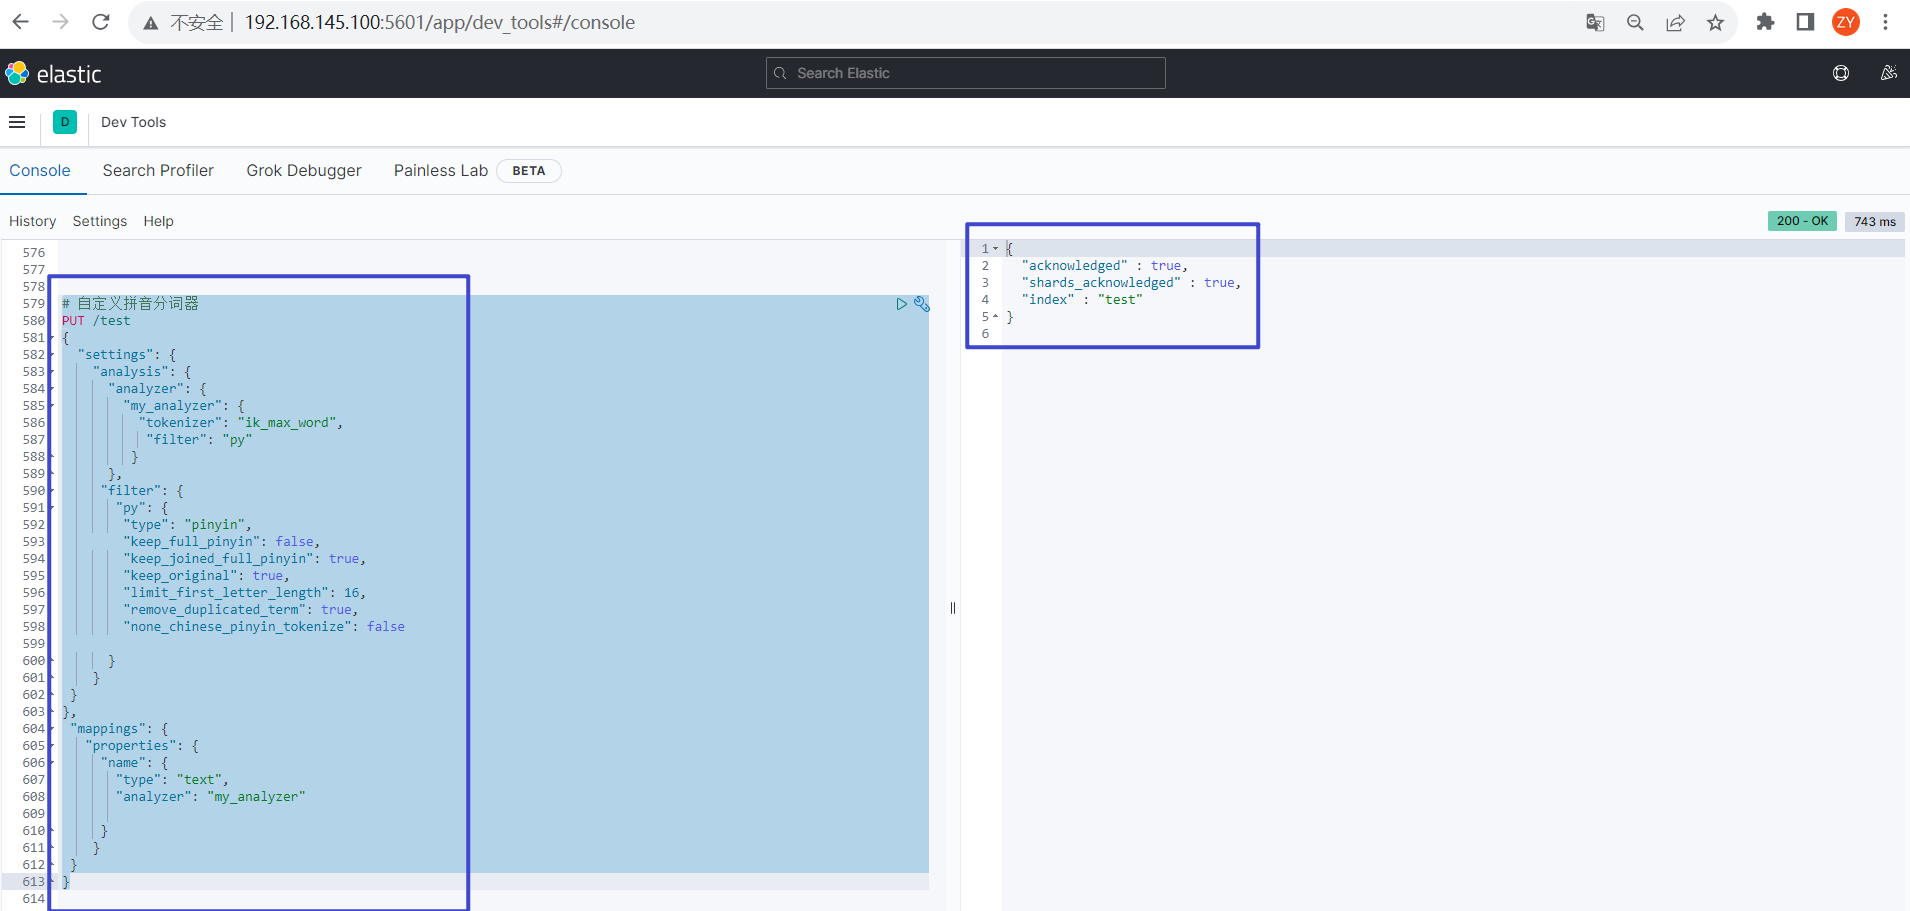 不安全 192.168.145.100:5601/app/dev_tools#/console ZY
elastic Search Elastic
D Dev Tools
Console Search Profiler Grok Debugger Painless Lab BETA
History Settings Help 200 - OK 743 ms
576
577
578
579 # 自定义拼音分词器
580 PUT /test
581 {
582 "settings": {
583 "analysis": {
584 "analyzer": {
585 "my_analyzer": {
586 "tokenizer": "ik_max_word",
587 "filter": "py"
588 }
589 },
590 "filter": {
591 "py": {
592 "type": "pinyin",
593 "keep_full_pinyin": false,
594 "keep_joined_full_pinyin": true,
595 "keep_original": true,
596 "limit_first_letter_length": 16,
597 "remove_duplicated_term": true,
598 "none_chinese_pinyin_tokenize": false
599
600 }
601 }
602 }
603 },
604 "mappings": {
605 "properties": {
606 "name": {
607 "type": "text",
608 "analyzer": "my_analyzer"
609
610 }
611 }
612 }
613 }
614
1 {
2 "acknowledged" : true,
3 "shards_acknowledged" : true,
4 "index" : "test"
5 }
6